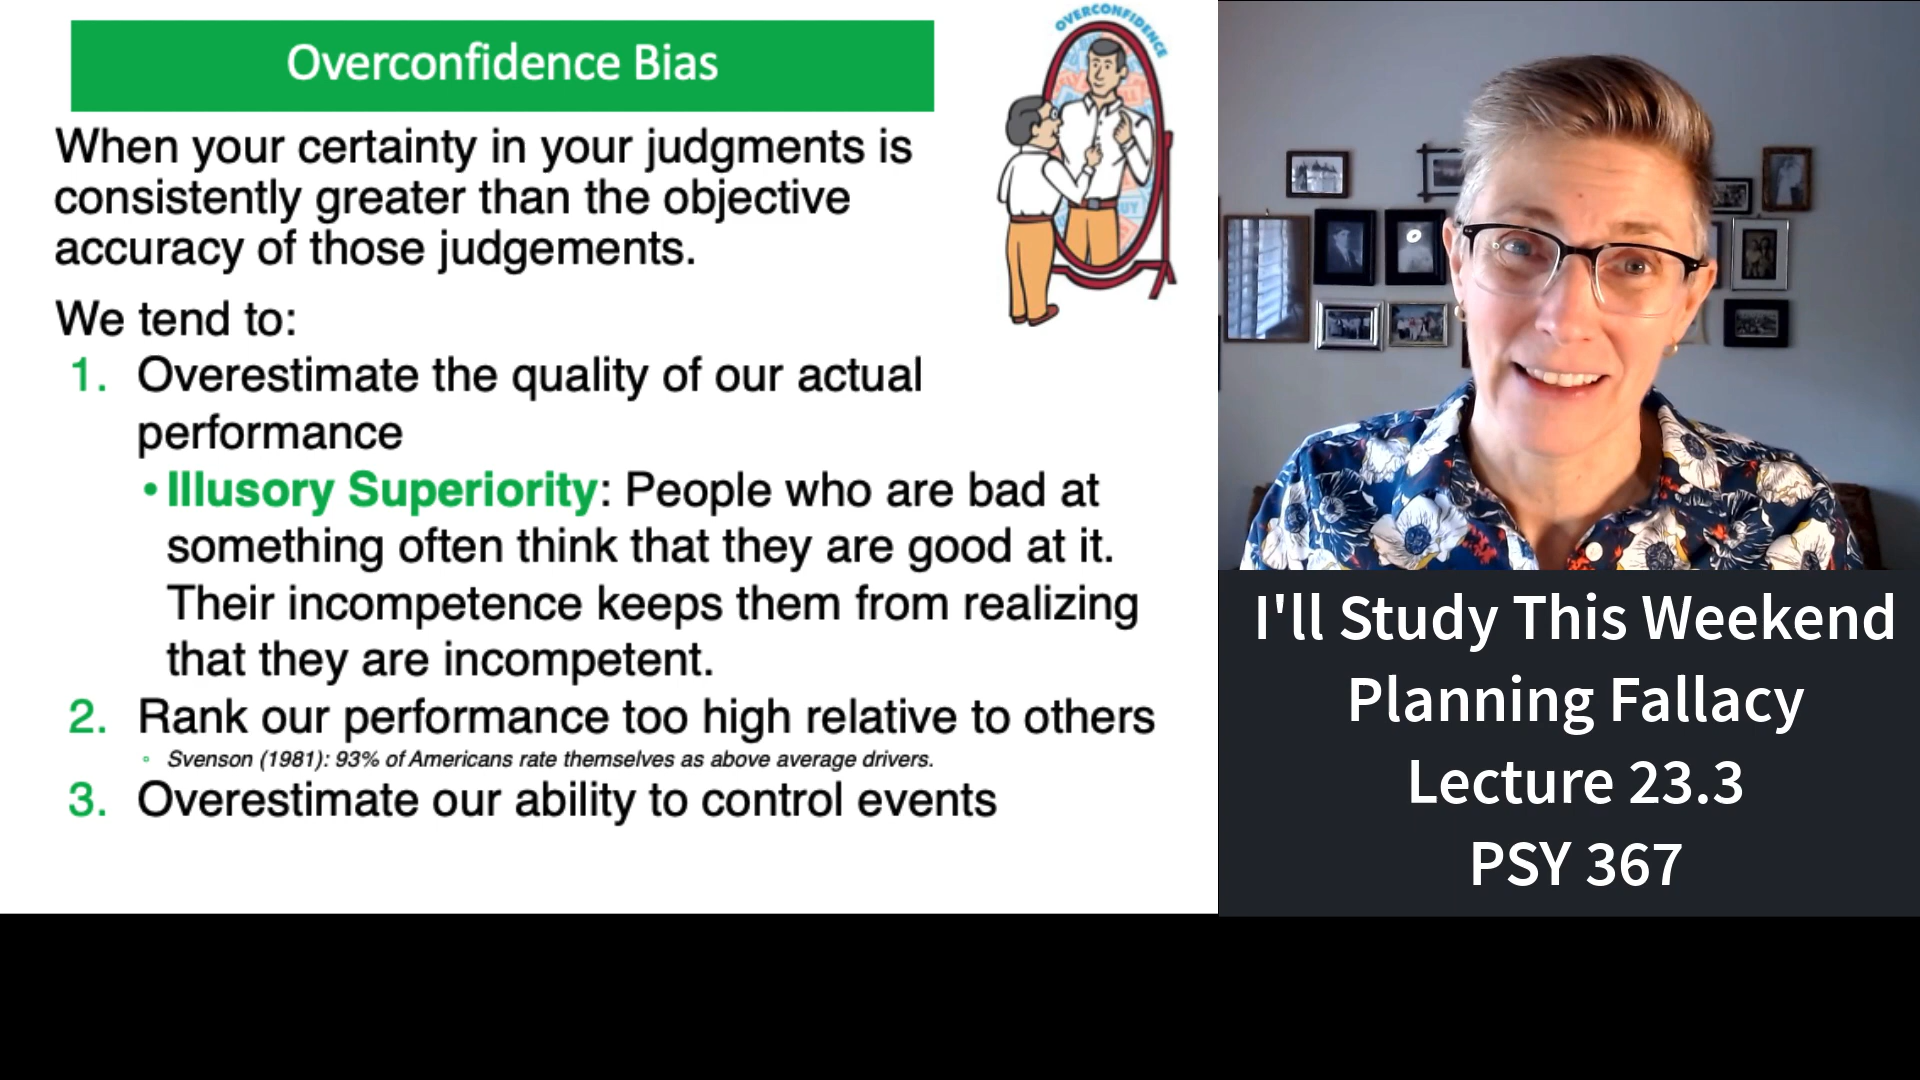 Overconfidence Bias
OVERCONFIDENCE
When your certainty in your judgments is
consistently greater than the objective
accuracy of those judgements.
We tend to:
1. Overestimate the quality of our actual
performance
• Illusory Superiority: People who are bad at
something often think that they are good at it.
Their incompetence keeps them from realizing
that they are incompetent.
2. Rank our performance too high relative to others
◦ Svenson (1981): 93% of Americans rate themselves as above average drivers.
3. Overestimate our ability to control events
I'll Study This Weekend
Planning Fallacy
Lecture 23.3
PSY 367